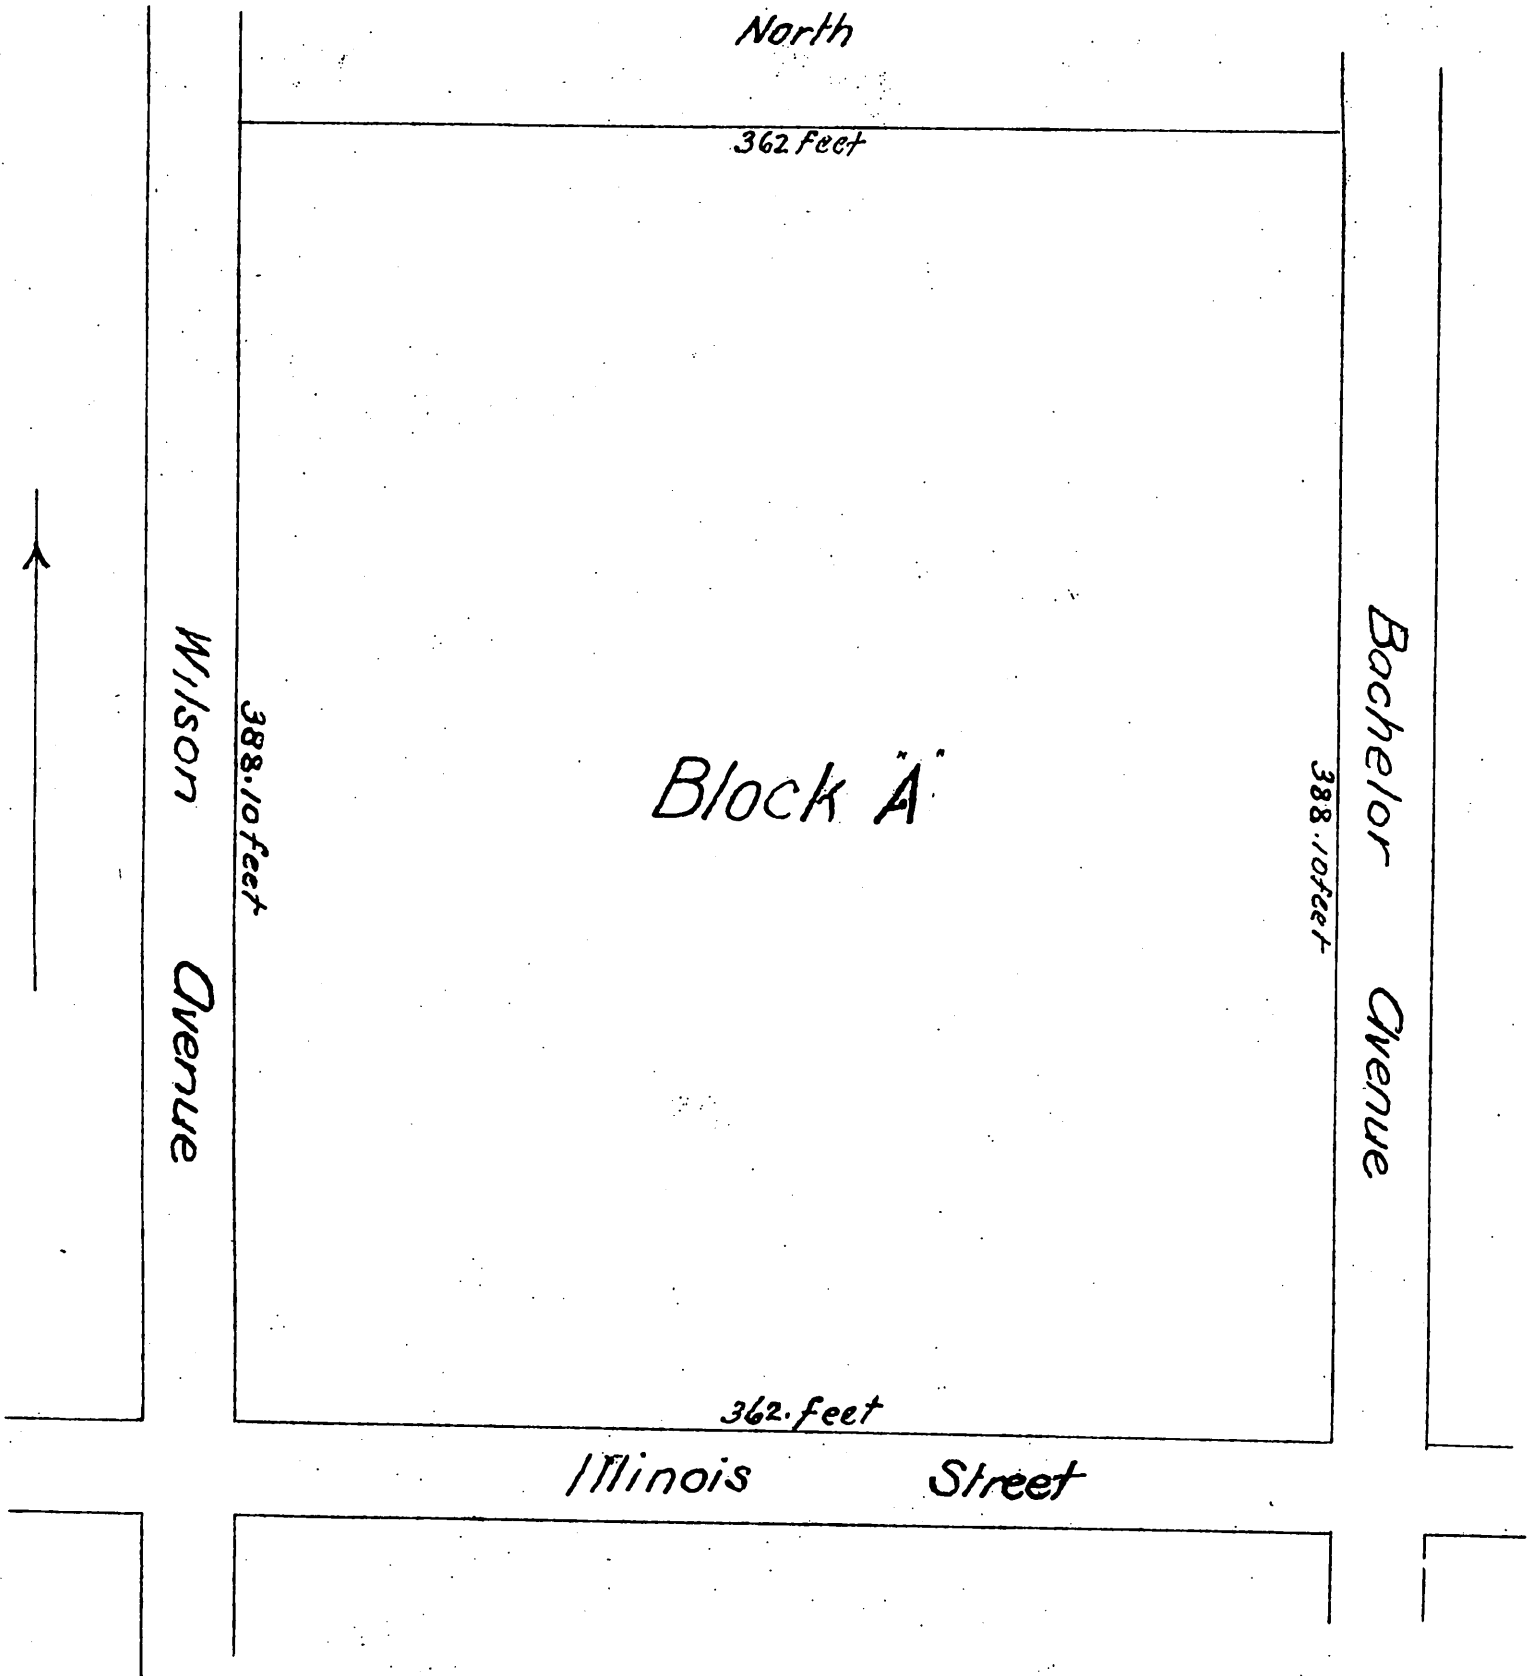 North
362 feet
Wilson Avenue
388.10 feet
Block "A"
388.10 feet
Bachelor Avenue
362. feet
Illinois Street